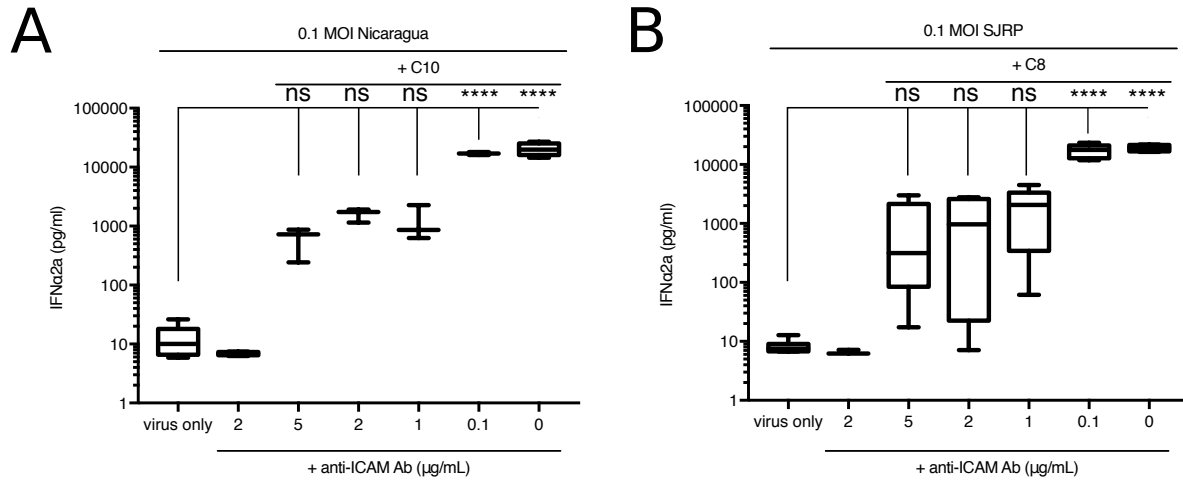 A
0.1 MOI Nicaragua
+ C10
ns ns ns **** ****
100000
10000
1000
100
10
1
IFNα2a (pg/ml)
virus only 2 5 2 1 0.1 0
+ anti-ICAM Ab (μg/mL)
B
0.1 MOI SJRP
+ C8
ns ns ns **** ****
100000
10000
1000
100
10
1
IFNα2a (pg/ml)
virus only 2 5 2 1 0.1 0
+ anti-ICAM Ab (μg/mL)